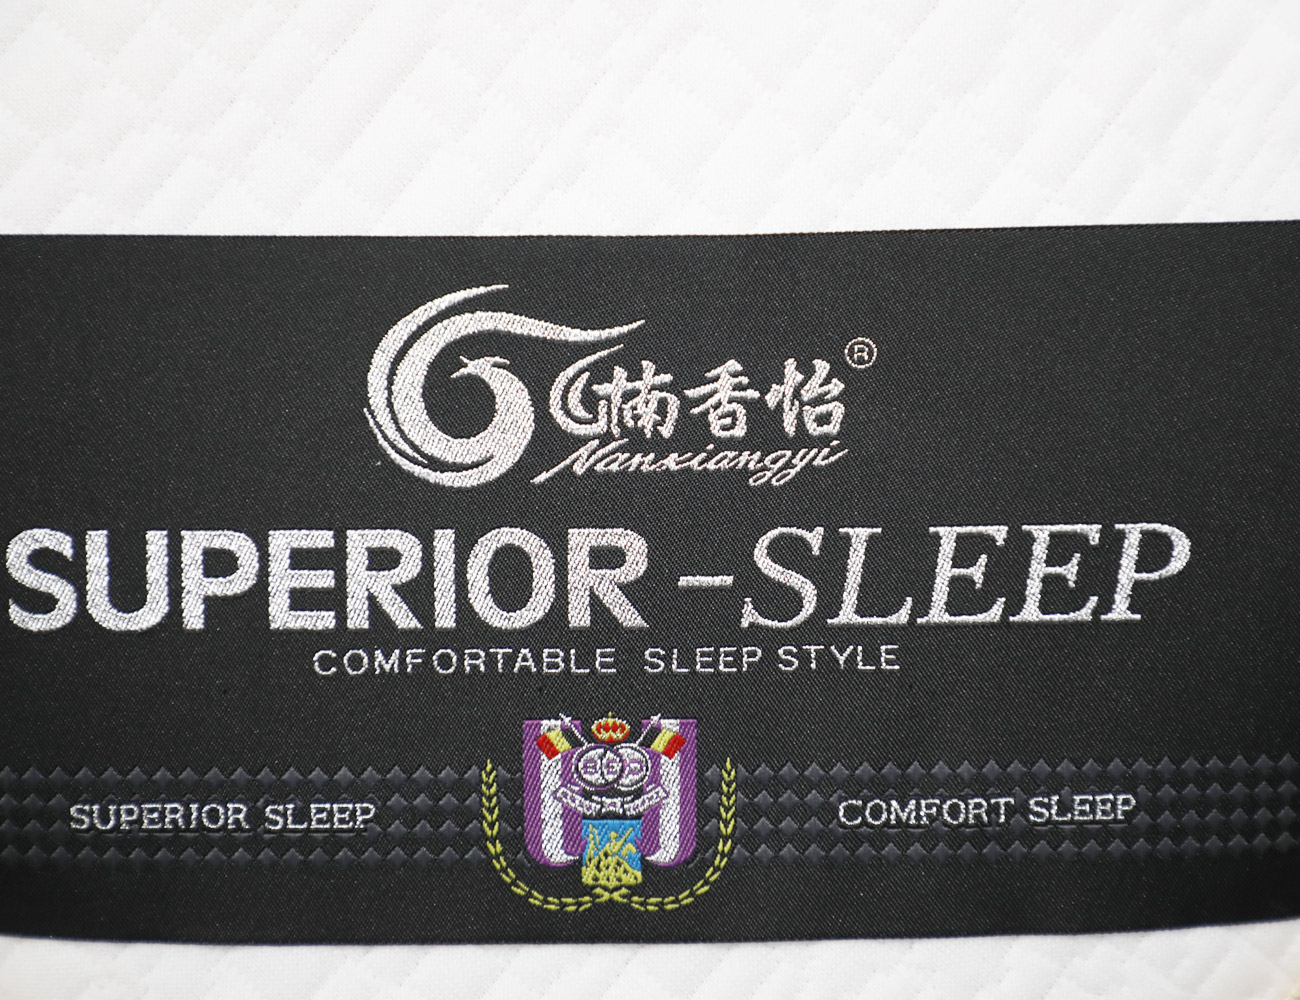 楠香怡®
Nanxiangyi
SUPERIOR-SLEEP
COMFORTABLE SLEEP STYLE
SUPERIOR SLEEP
COMFORT SLEEP